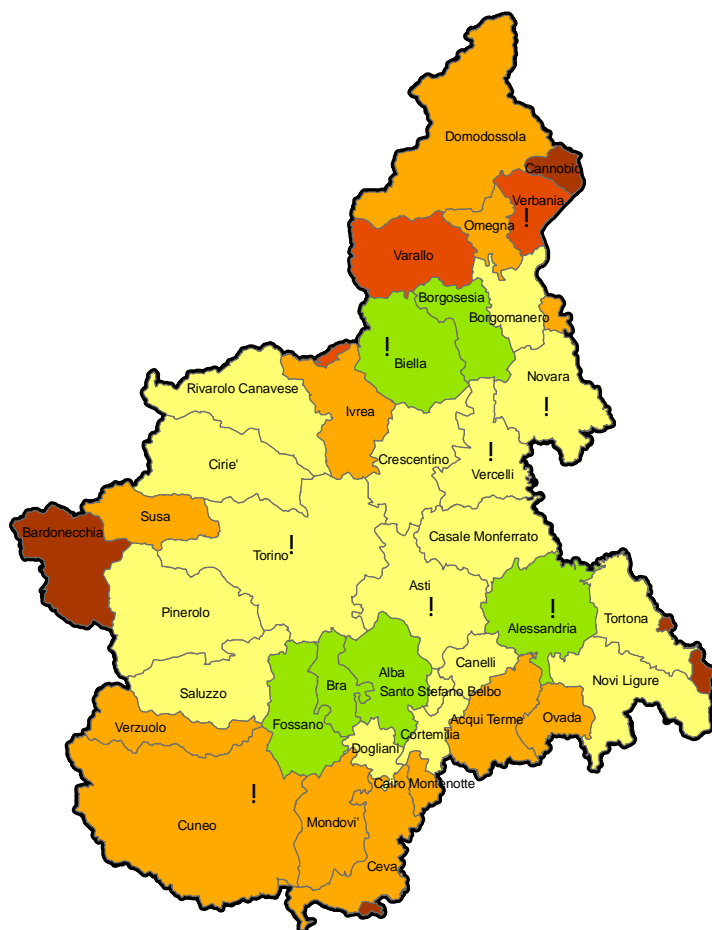 Domodossola
Cannobio
Verbania
!
Omegna
Varallo
Borgosesia
Borgomanero
!
Biella
Novara
!
Rivarolo Canavese
Ivrea
Crescentino
!
Vercelli
Cirie'
Susa
Bardonecchia
Casale Monferrato
Torino
!
Asti
!
Pinerolo
!
Alessandria
Tortona
Canelli
Alba
Bra
Saluzzo
Santo Stefano Belbo
Novi Ligure
Fossano
Acqui Terme
Ovada
Verzuolo
Cortemilia
Dogliani
Cairo Montenotte
!
Cuneo
Mondovi'
Ceva